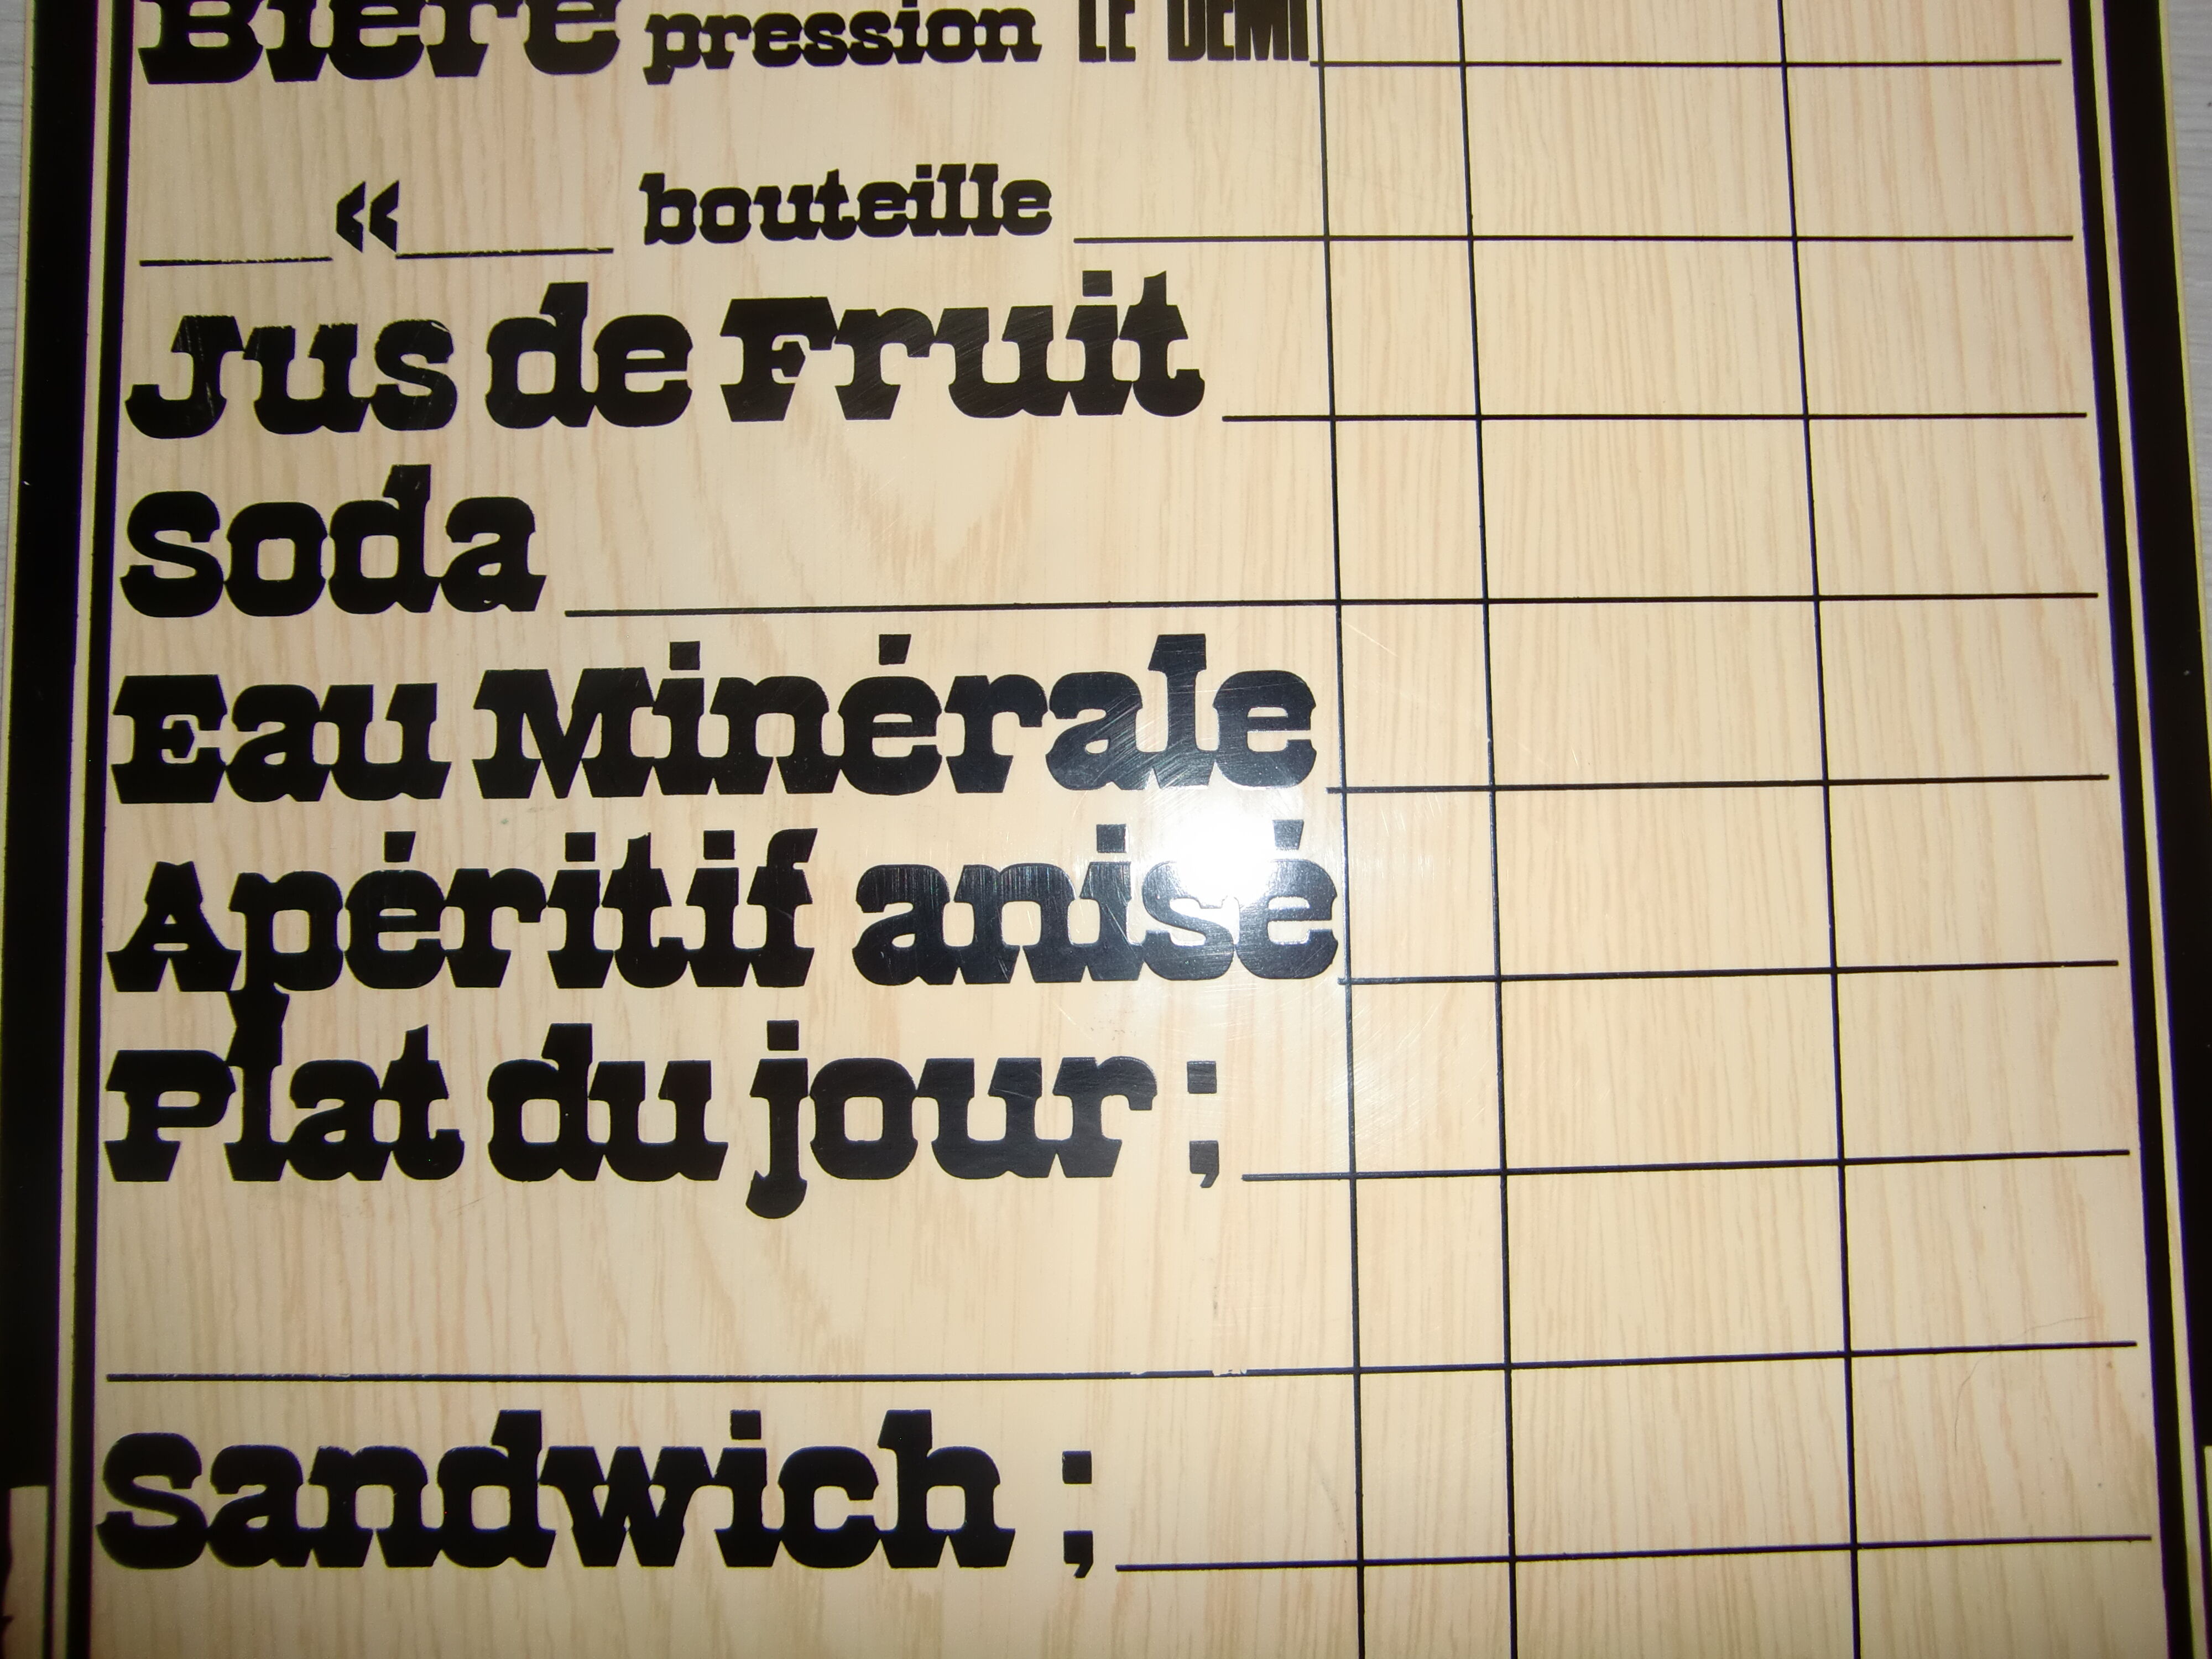 Bière pression LE DEMI
« bouteille
Jus de Fruit
Soda
Eau Minérale
Apéritif anisé
Plat du jour ;
Sandwich ;